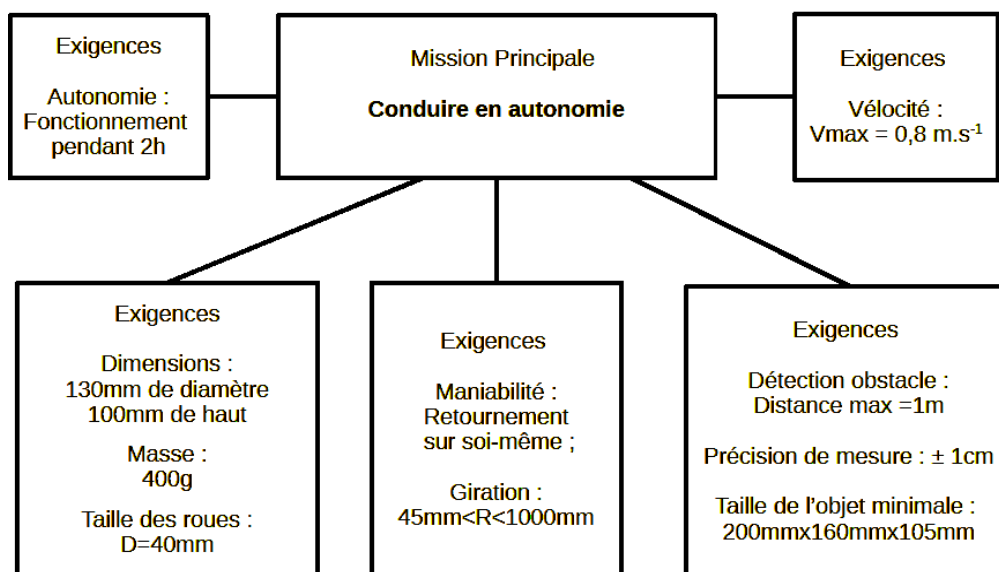 Exigences
Autonomie :
Fonctionnement
pendant 2h
Mission Principale
Conduire en autonomie
Exigences
Vélocité :
Vmax = 0,8 m.s⁻¹
Exigences
Dimensions :
130mm de diamètre
100mm de haut
Masse :
400g
Taille des roues :
D=40mm
Exigences
Maniabilité :
Retournement
sur soi-même ;
Giration :
45mm<R<1000mm
Exigences
Détection obstacle :
Distance max =1m
Précision de mesure : ± 1cm
Taille de l'objet minimale :
200mmx160mmx105mm